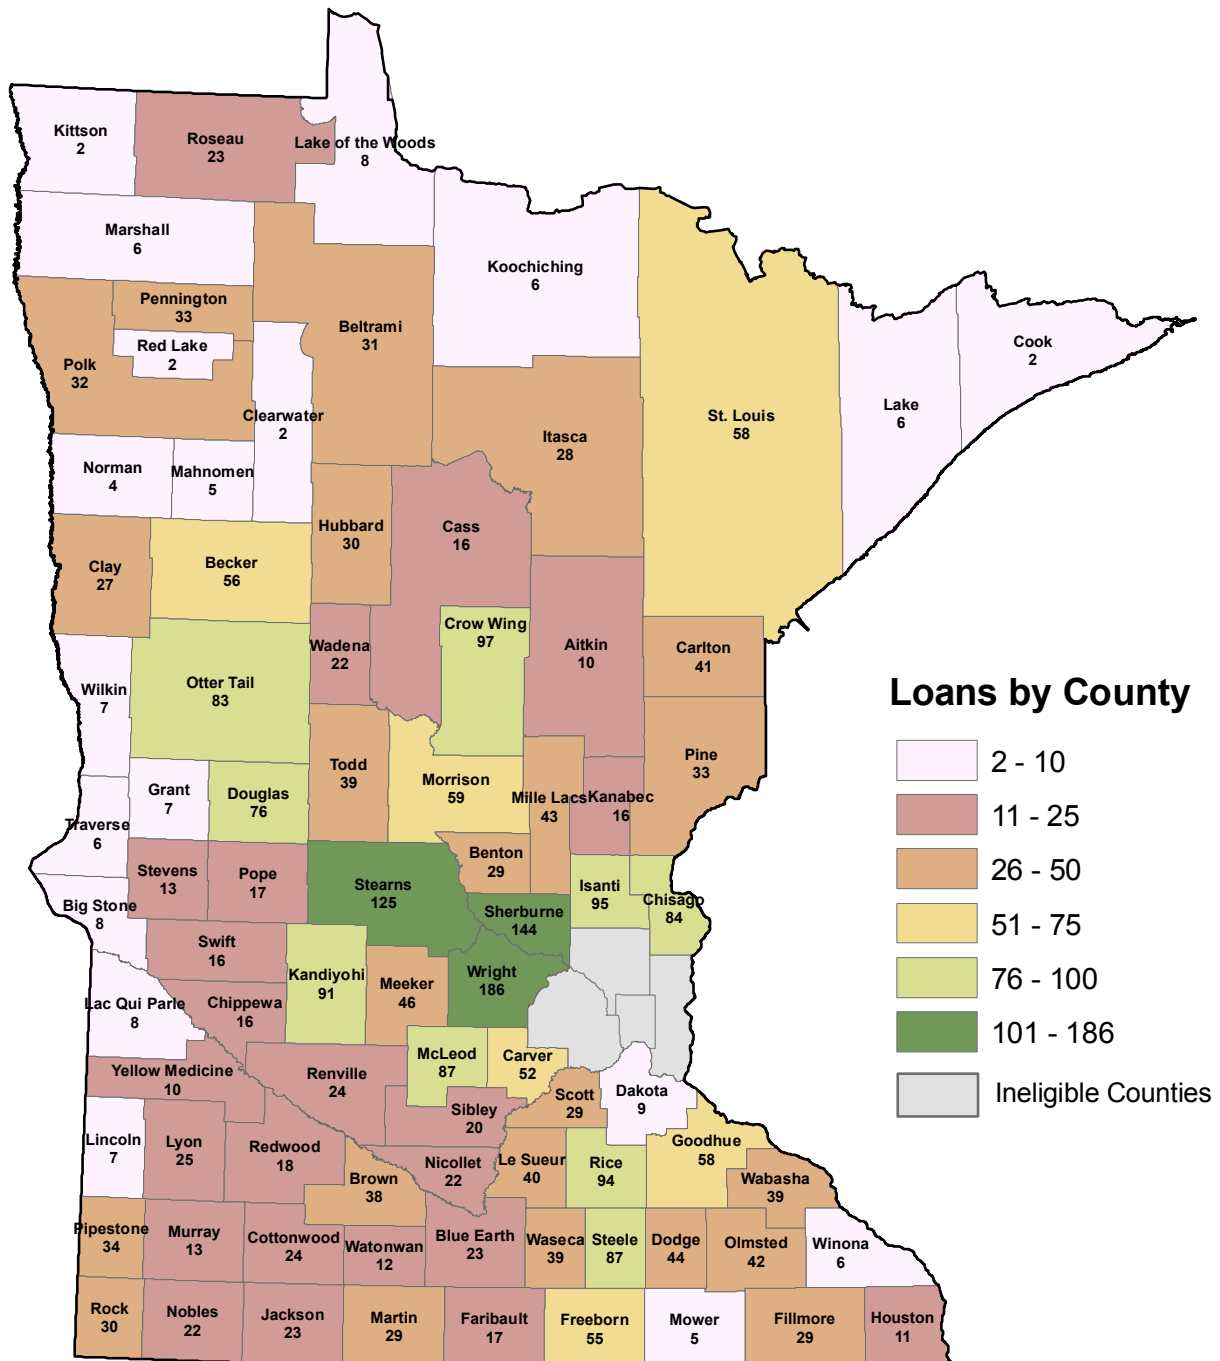 Kittson
2
Roseau
23
Lake of the Woods
8
Marshall
6
Koochiching
6
Pennington
33
Beltrami
31
Red Lake
2
Polk
32
Cook
2
Lake
6
Clearwater
2
St. Louis
58
Itasca
28
Norman
4
Mahnomen
5
Hubbard
30
Cass
16
Clay
27
Becker
56
Crow Wing
97
Wadena
22
Aitkin
10
Carlton
41
Otter Tail
83
Wilkin
7
Loans by County
2 - 10
11 - 25
26 - 50
51 - 75
76 - 100
101 - 186
Ineligible Counties
Pine
33
Todd
39
Morrison
59
Grant
7
Douglas
76
Mille Lacs
43
Kanabec
16
Traverse
6
Benton
29
Stevens
13
Pope
17
Stearns
125
Isanti
95
Chisago
84
Big Stone
8
Sherburne
144
Swift
16
Kandiyohi
91
Meeker
46
Wright
186
Lac Qui Parle
8
Chippewa
16
McLeod
87
Carver
52
Yellow Medicine
10
Renville
24
Scott
29
Dakota
9
Sibley
20
Lincoln
7
Lyon
25
Redwood
18
Goodhue
58
Nicollet
22
Le Sueur
40
Rice
94
Brown
38
Wabasha
39
Pipestone
34
Murray
13
Cottonwood
24
Watonwan
12
Blue Earth
23
Waseca
39
Steele
87
Dodge
44
Olmsted
42
Winona
6
Rock
30
Nobles
22
Jackson
23
Martin
29
Faribault
17
Freeborn
55
Mower
5
Fillmore
29
Houston
11